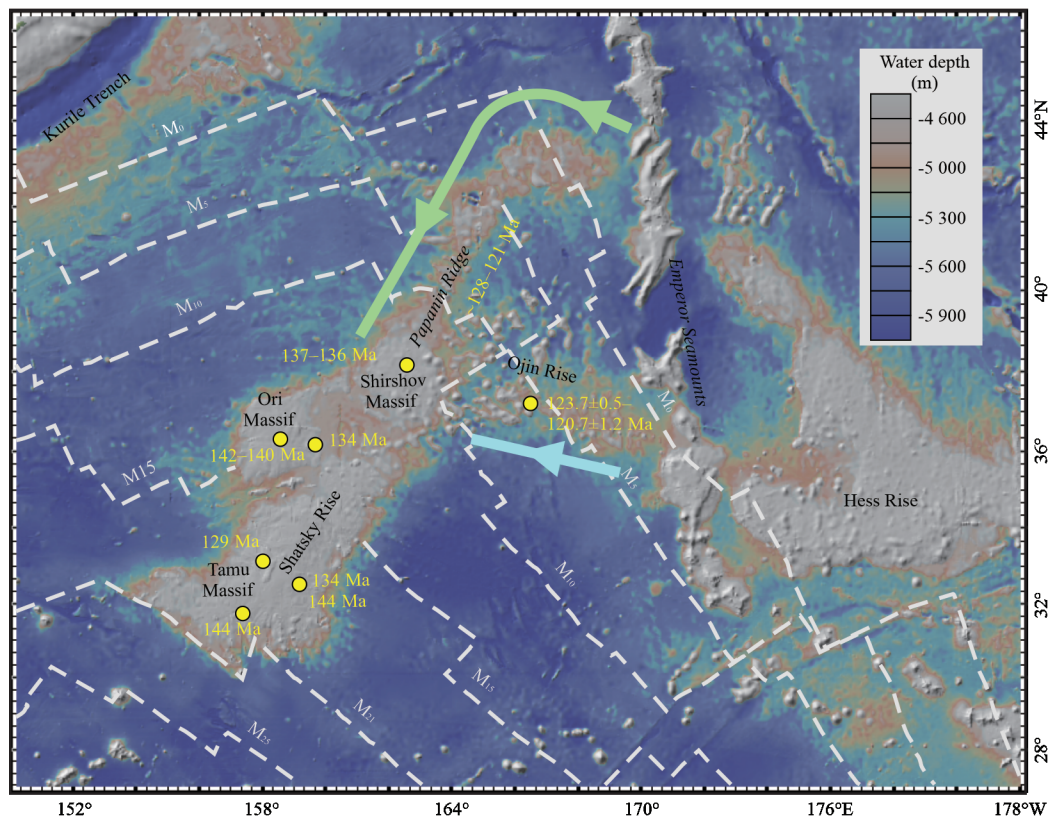 Water depth
(m)
-4 600
-5 000
-5 300
-5 600
-5 900
Kurile Trench
M0
M5
M10
M15
Papanin Ridge
128–121 Ma
Emperor Seamounts
137–136 Ma
Shirshov
Massif
Ojin Rise
123.7±0.5–
120.7±1.2 Ma
Ori
Massif
142–140 Ma
134 Ma
M0
M5
Hess Rise
Shatsky Rise
129 Ma
Tamu
Massif
134 Ma
144 Ma
144 Ma
M10
M15
M21
M25
44°N
40°
36°
32°
28°
152°
158°
164°
170°
176°E
178°W